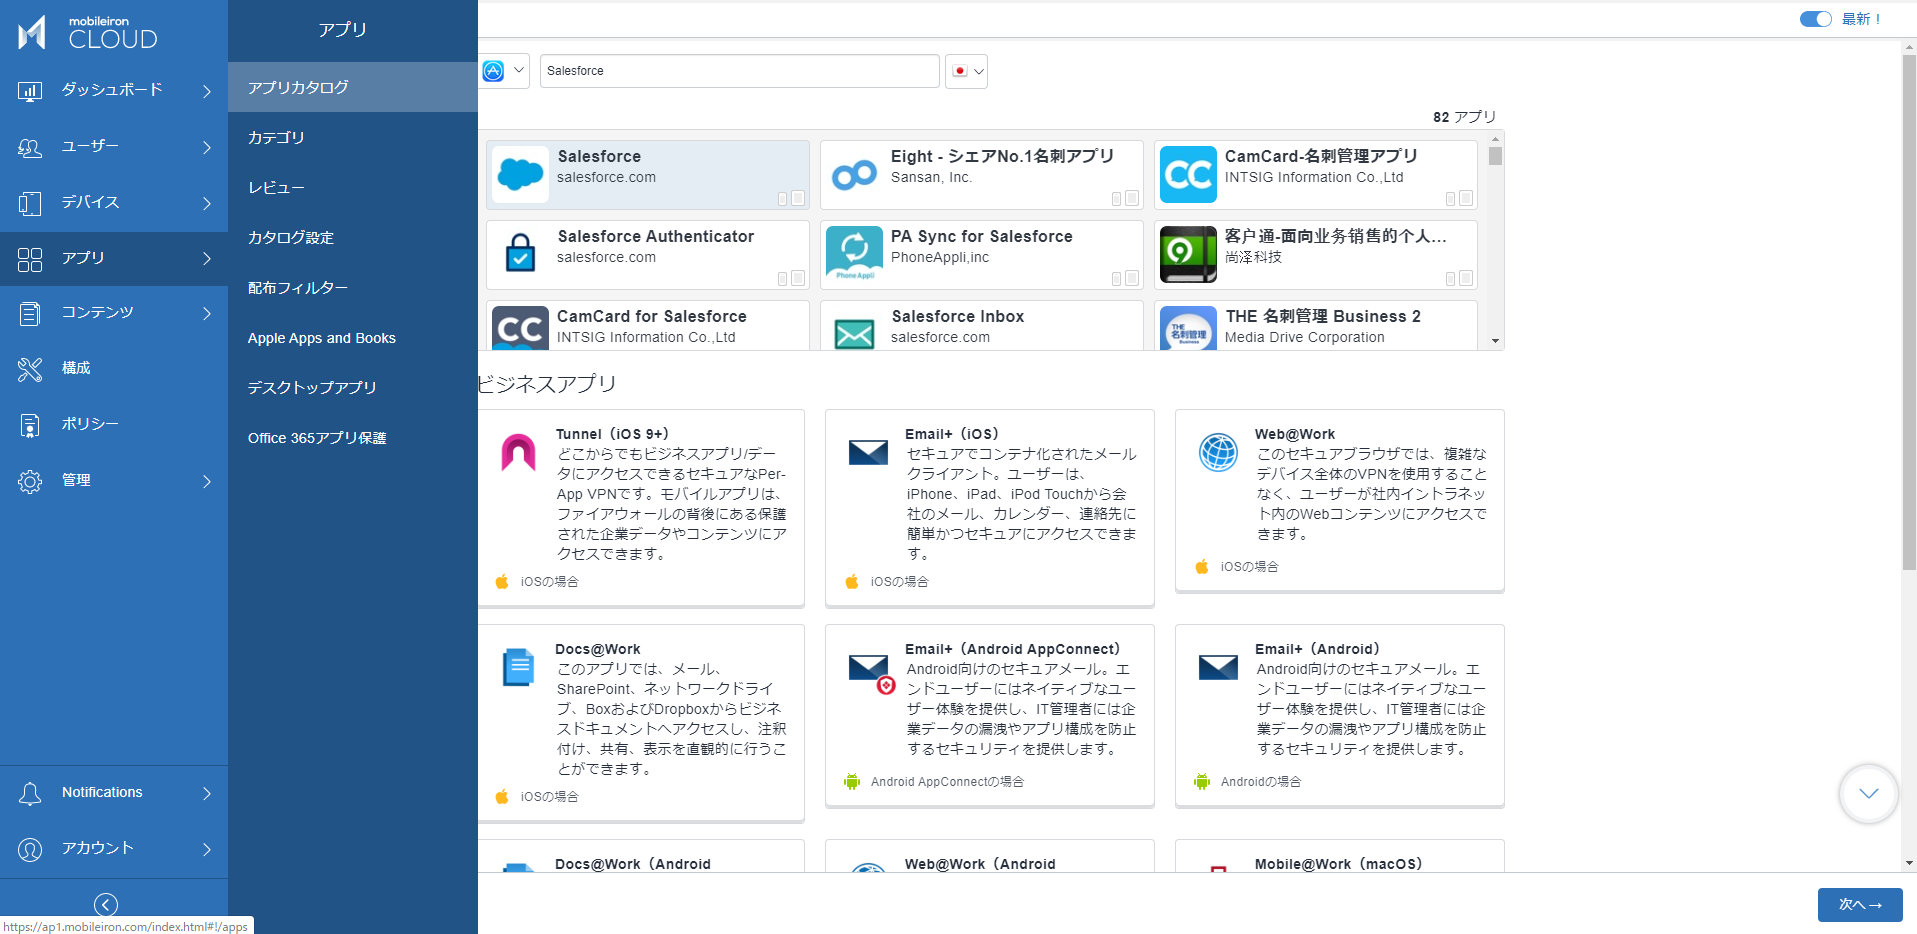 mobileiron
CLOUD
ダッシュボード
ユーザー
デバイス
アプリ
コンテンツ
構成
ポリシー
管理
Notifications
アカウント
https://ap1.mobileiron.com/index.html#!/apps
アプリ
アプリカタログ
カテゴリ
レビュー
カタログ設定
配布フィルター
Apple Apps and Books
デスクトップアプリ
Office 365アプリ保護
最新！
Salesforce
82 アプリ
Salesforce
salesforce.com
Eight - シェアNo.1名刺アプリ
Sansan, Inc.
CC
CamCard-名刺管理アプリ
INTSIG Information Co.,Ltd
Salesforce Authenticator
salesforce.com
PhoneAppli
PA Sync for Salesforce
PhoneAppli,inc
客户通-面向业务销售的个人...
尚泽科技
CC
CamCard for Salesforce
INTSIG Information Co.,Ltd
Salesforce Inbox
salesforce.com
THE
名刺管理
Business
THE 名刺管理 Business 2
Media Drive Corporation
ビジネスアプリ
Tunnel（iOS 9+）
どこからでもビジネスアプリ/デー
タにアクセスできるセキュアなPer-
App VPNです。モバイルアプリは、
ファイアウォールの背後にある保護
された企業データやコンテンツにア
クセスできます。
iOSの場合
Email+（iOS）
セキュアでコンテナ化されたメール
クライアント。ユーザーは、
iPhone、iPad、iPod Touchから会
社のメール、カレンダー、連絡先に
簡単かつセキュアにアクセスできま
す。
iOSの場合
Web@Work
このセキュアブラウザでは、複雑な
デバイス全体のVPNを使用すること
なく、ユーザーが社内イントラネッ
ト内のWebコンテンツにアクセスで
きます。
iOSの場合
Docs@Work
このアプリでは、メール、
SharePoint、ネットワークドライ
ブ、BoxおよびDropboxからビジネ
スドキュメントへアクセスし、注釈
付け、共有、表示を直観的に行うこ
とができます。
iOSの場合
Email+（Android AppConnect）
Android向けのセキュアメール。エ
ンドユーザーにはネイティブなユー
ザー体験を提供し、IT管理者には企
業データの漏洩やアプリ構成を防止
するセキュリティを提供します。
Android AppConnectの場合
Email+（Android）
Android向けのセキュアメール。エ
ンドユーザーにはネイティブなユー
ザー体験を提供し、IT管理者には企
業データの漏洩やアプリ構成を防止
するセキュリティを提供します。
Androidの場合
Docs@Work（Android
Web@Work（Android
Mobile@Work（macOS）
次へ→